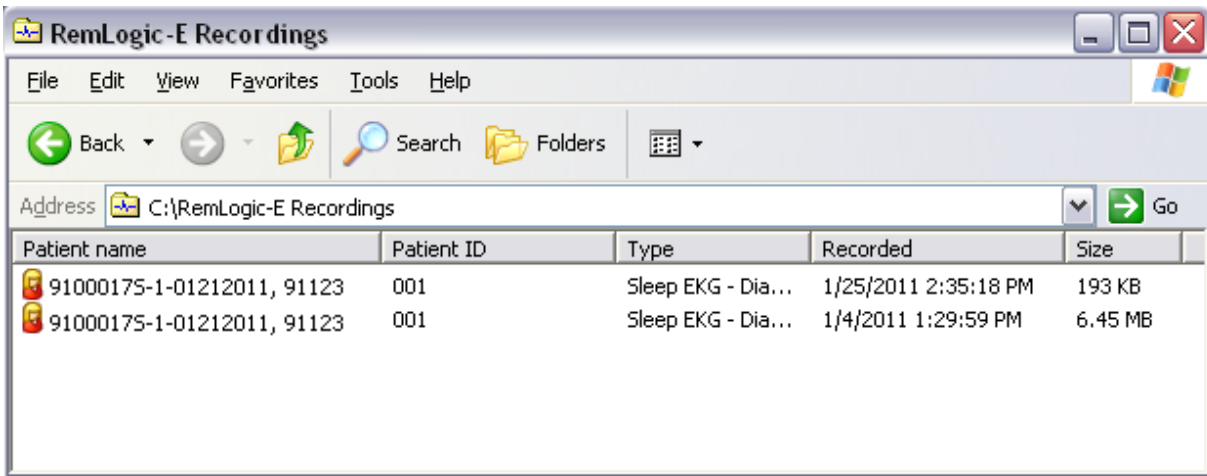 RemLogic-E Recordings
File Edit View Favorites Tools Help
Back Search Folders
Address C:\RemLogic-E Recordings Go
Patient name Patient ID Type Recorded Size
9100017S-1-01212011, 91123 001 Sleep EKG - Dia... 1/25/2011 2:35:18 PM 193 KB
9100017S-1-01212011, 91123 001 Sleep EKG - Dia... 1/4/2011 1:29:59 PM 6.45 MB